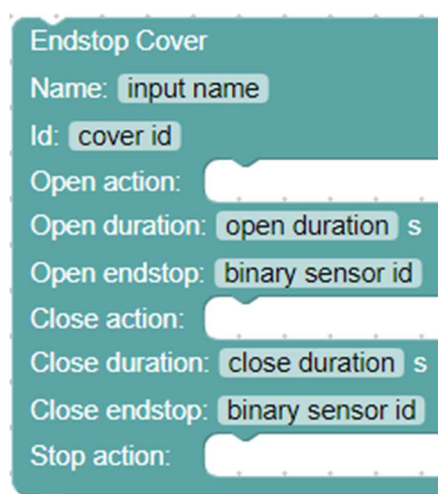 Endstop Cover
Name: input name
Id: cover id
Open action:
Open duration: open duration s
Open endstop: binary sensor id
Close action:
Close duration: close duration s
Close endstop: binary sensor id
Stop action: